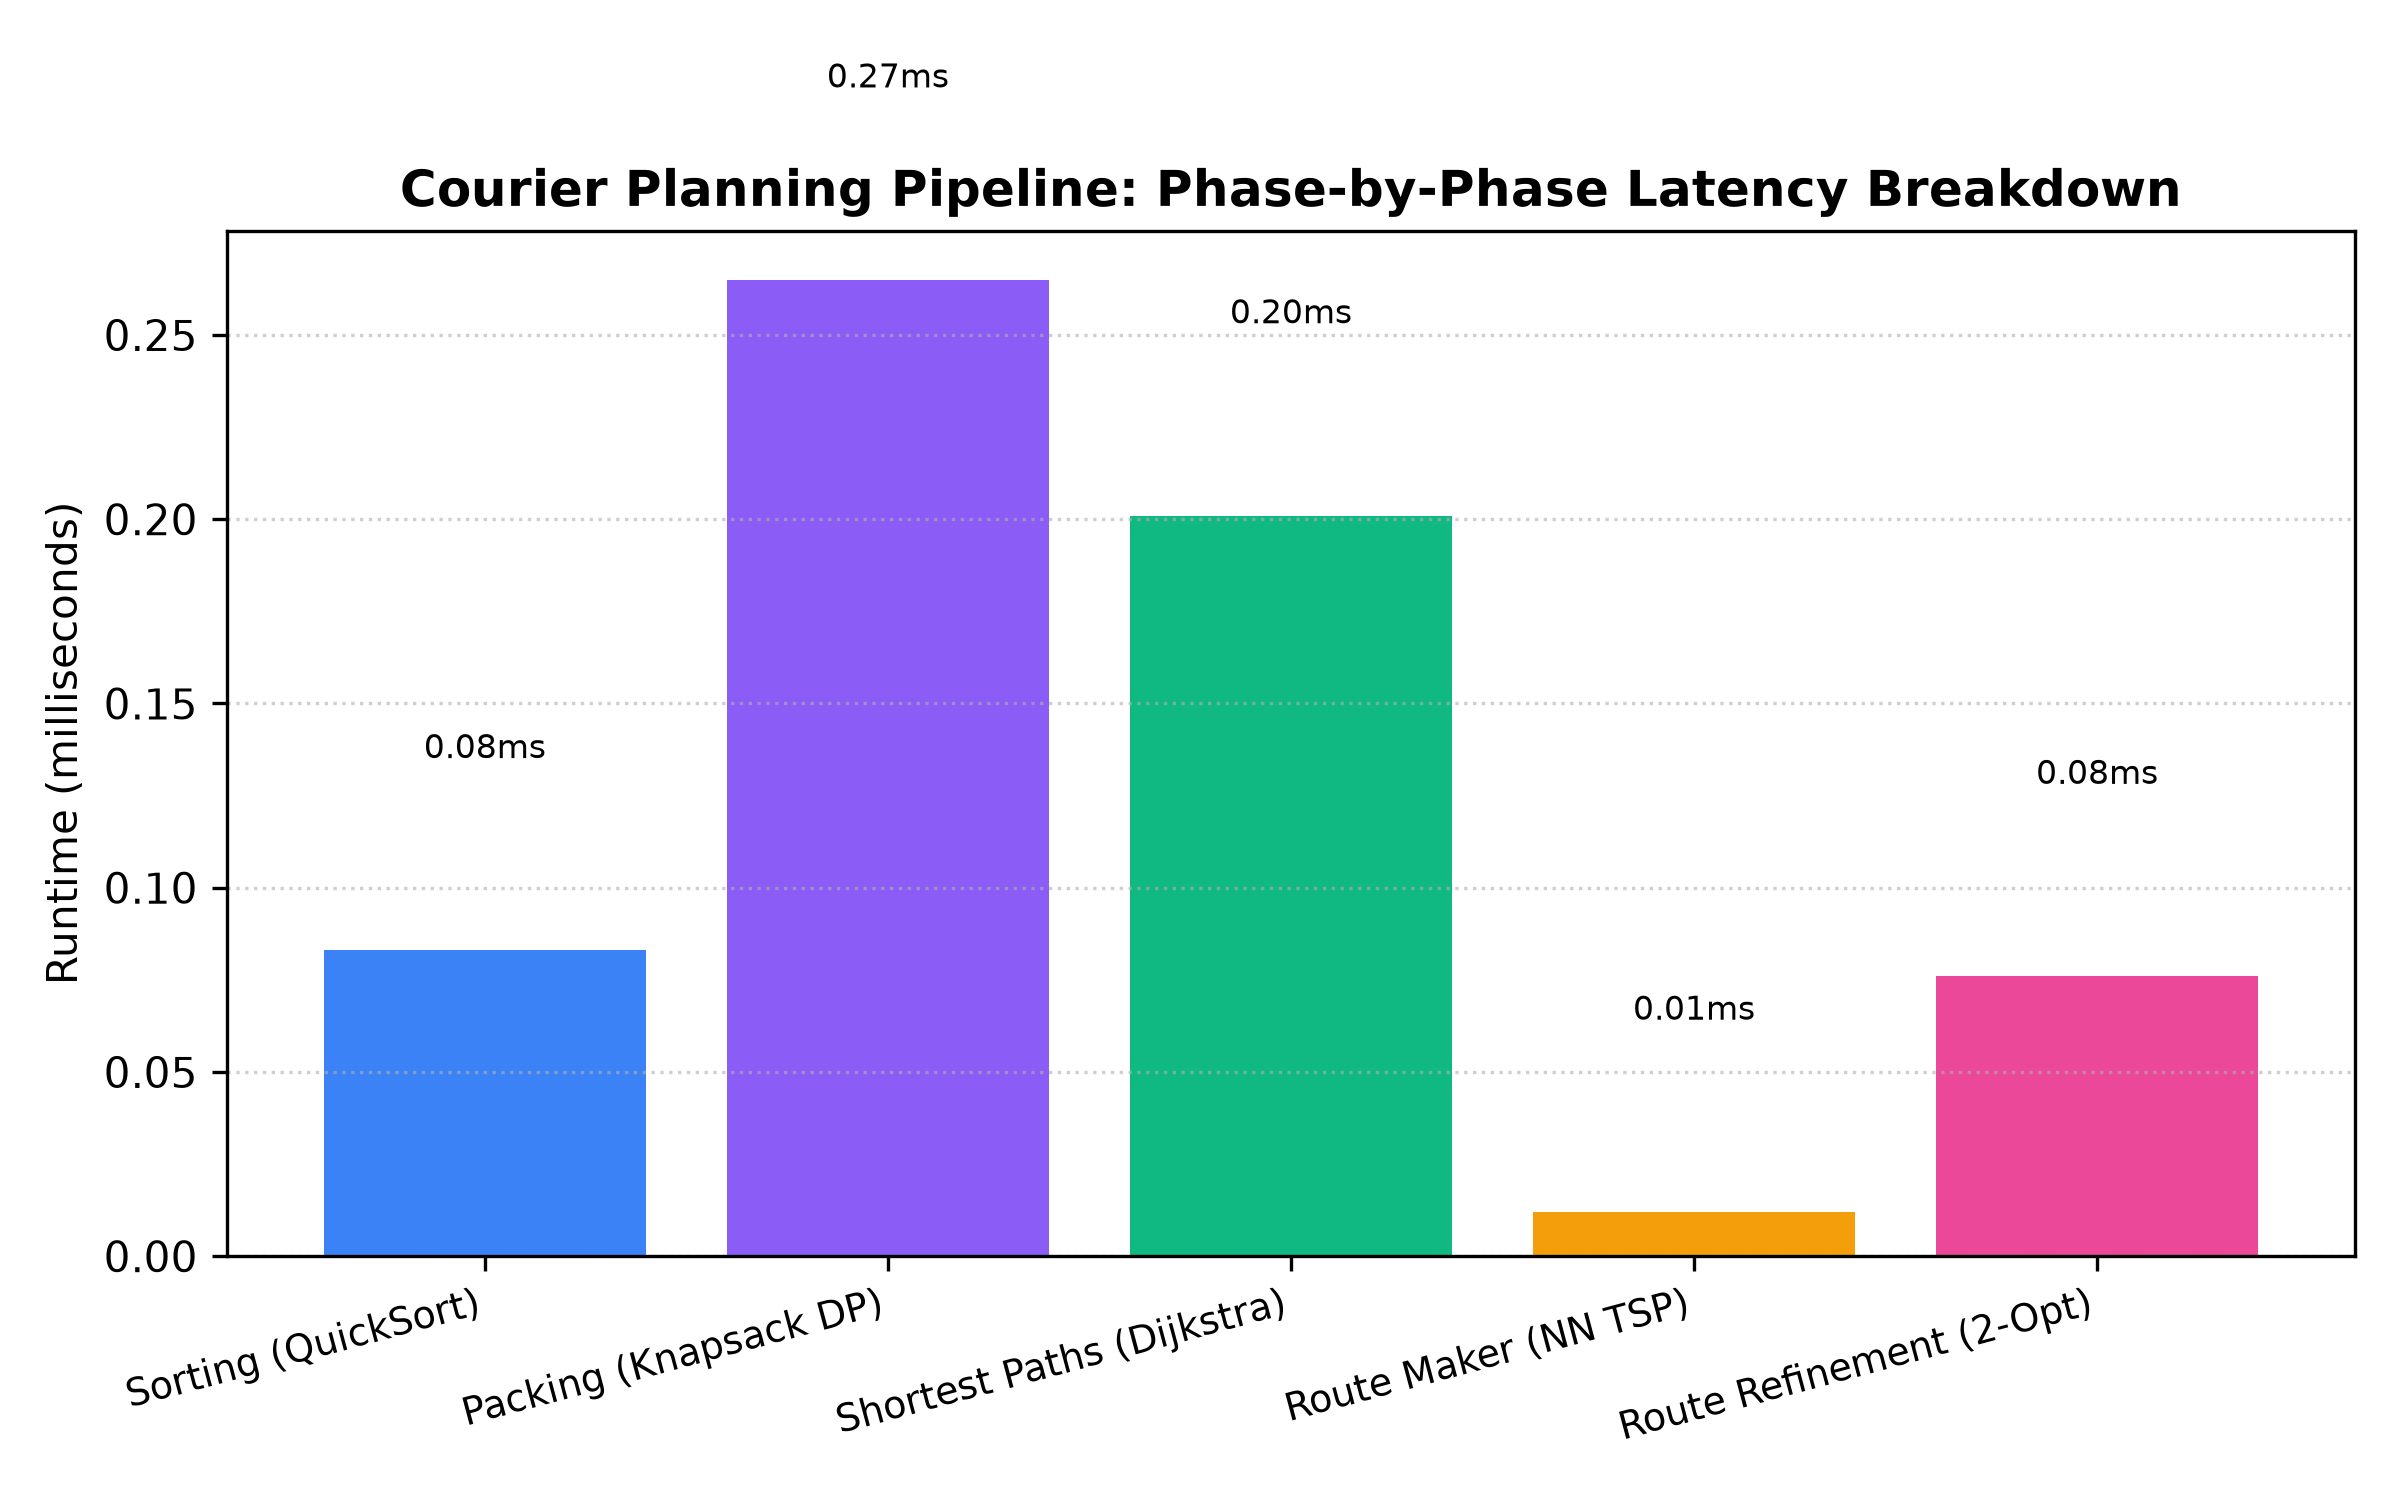 0.27ms
Courier Planning Pipeline: Phase-by-Phase Latency Breakdown
Runtime (milliseconds)
0.25
0.20
0.15
0.10
0.05
0.00
0.08ms
0.20ms
0.01ms
0.08ms
Sorting (QuickSort)
Packing (Knapsack DP)
Shortest Paths (Dijkstra)
Route Maker (NN TSP)
Route Refinement (2-Opt)